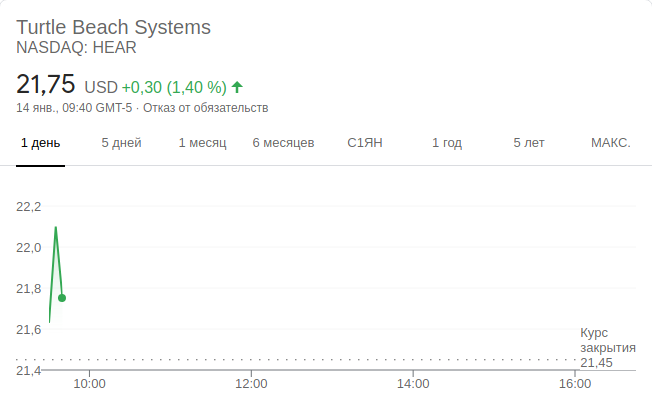 Turtle Beach Systems
NASDAQ: HEAR
21,75 USD +0,30 (1,40 %)
14 янв., 09:40 GMT-5 · Отказ от обязательств
1 день 5 дней 1 месяц 6 месяцев С1ЯН 1 год 5 лет МАКС.
22,2
22,0
21,8
21,6
Курс
закрытия
21,45
21,4
10:00 12:00 14:00 16:00